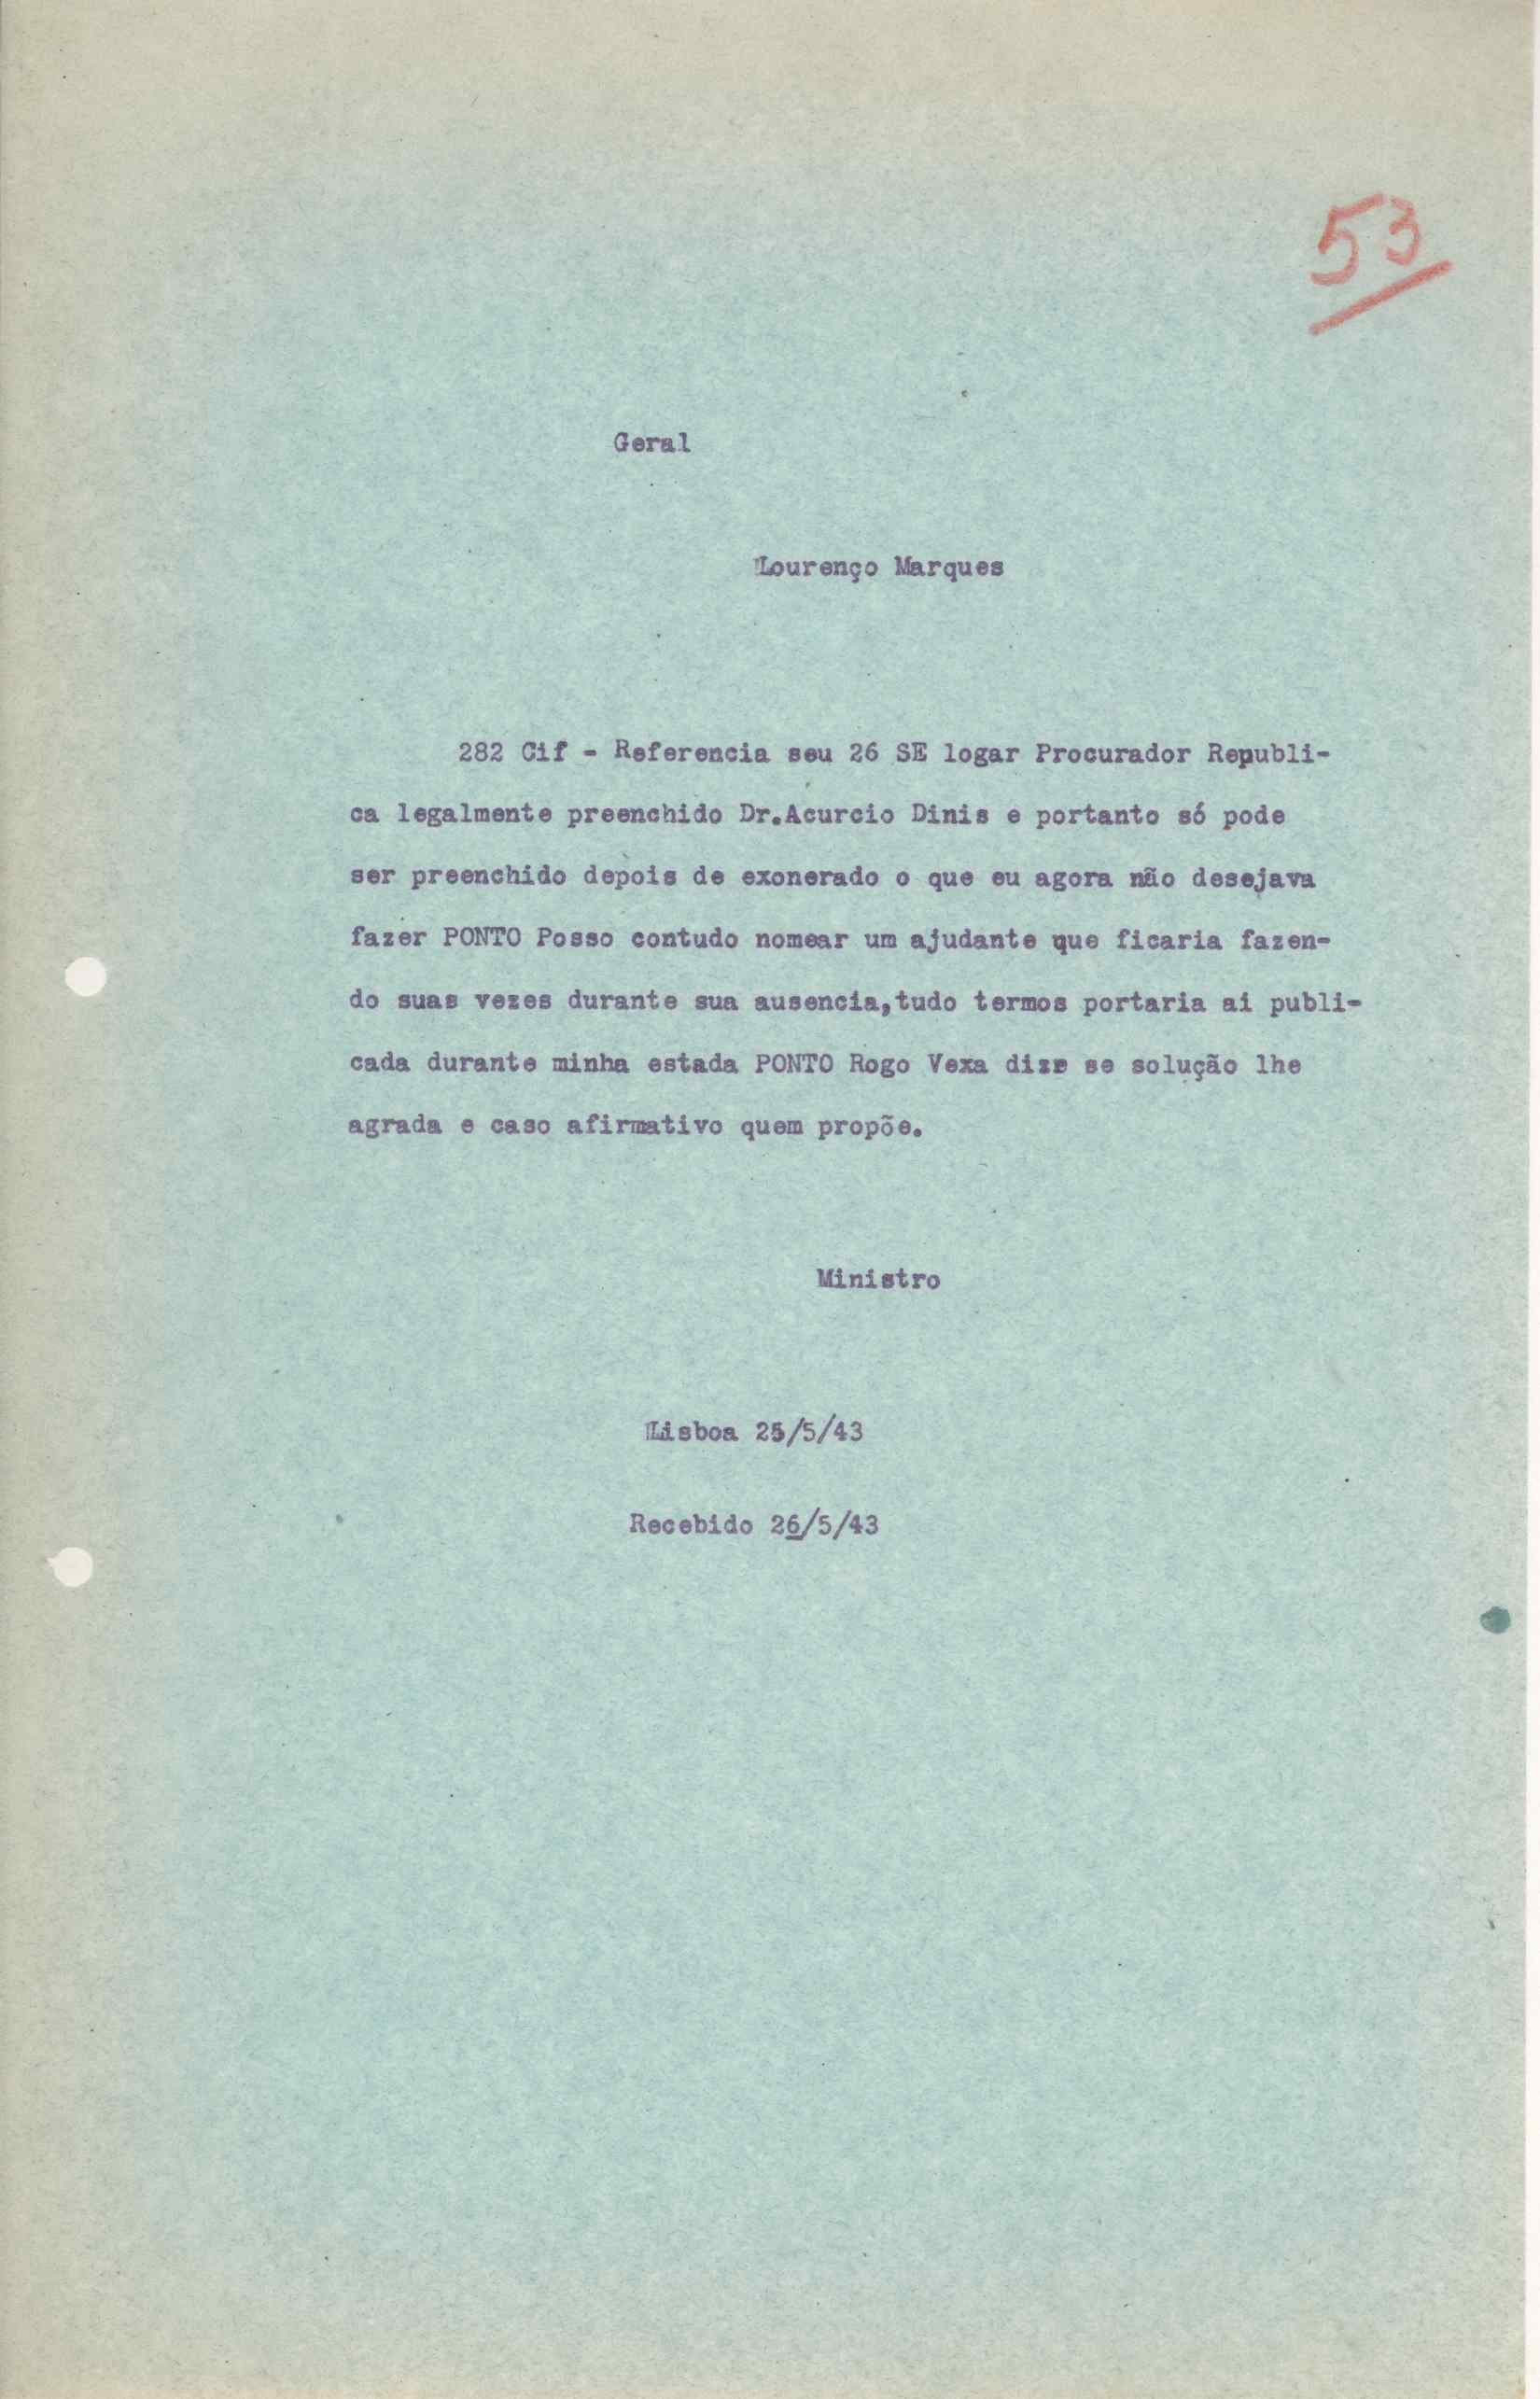 53
Geral
Lourenço Marques
282 Cif - Referencia seu 26 SE logar Procurador Republi-
ca legalmente preenchido Dr.Acurcio Dinis e portanto só pode
ser preenchido depois de exonerado o que eu agora não desejava
fazer PONTO Posso contudo nomear um ajudante que ficaria fazen-
do suas vezes durante sua ausencia,tudo termos portaria ai publi-
cada durante minha estada PONTO Rogo Vexa dizr se solução lhe
agrada e caso afirmativo quem propõe.
Ministro
Lisboa 25/5/43
Recebido 26/5/43